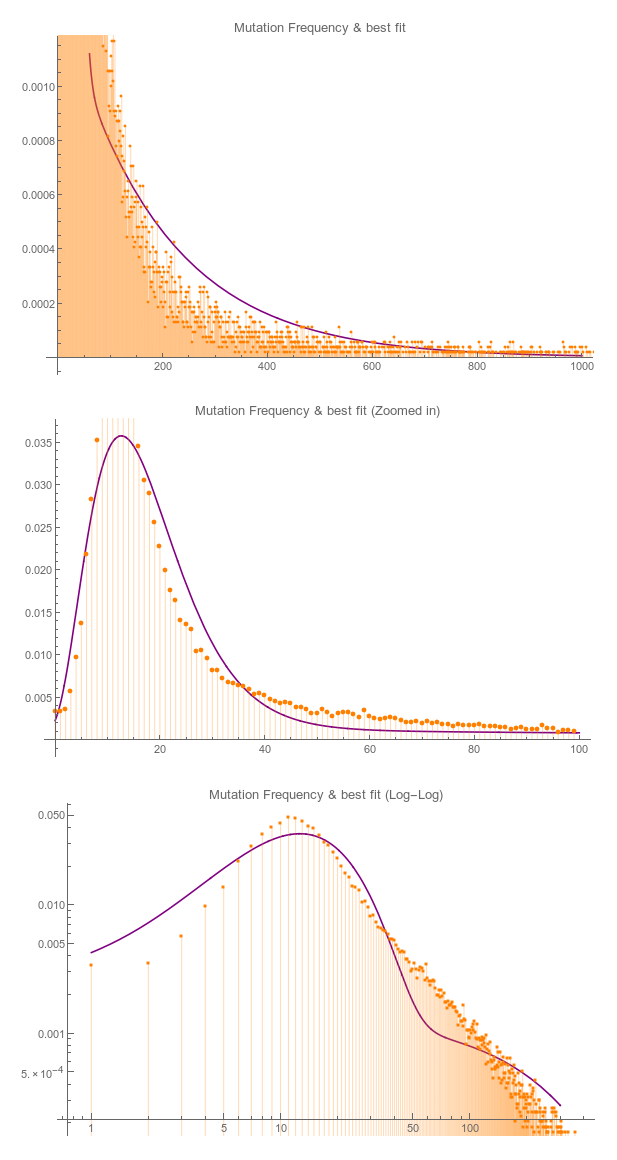 Mutation Frequency & best fit
0.0010
0.0008
0.0006
0.0004
0.0002
200 400 600 800 1000
Mutation Frequency & best fit (Zoomed in)
0.035
0.030
0.025
0.020
0.015
0.010
0.005
20 40 60 80 100
Mutation Frequency & best fit (Log–Log)
0.050
0.010
0.005
0.001
5.×10⁻⁴
1 5 10 50 100